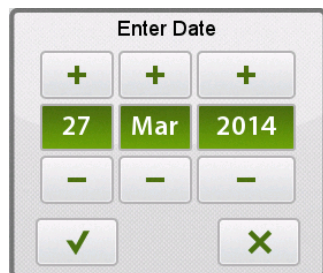 Enter Date
+ + +
27 Mar 2014
− − −